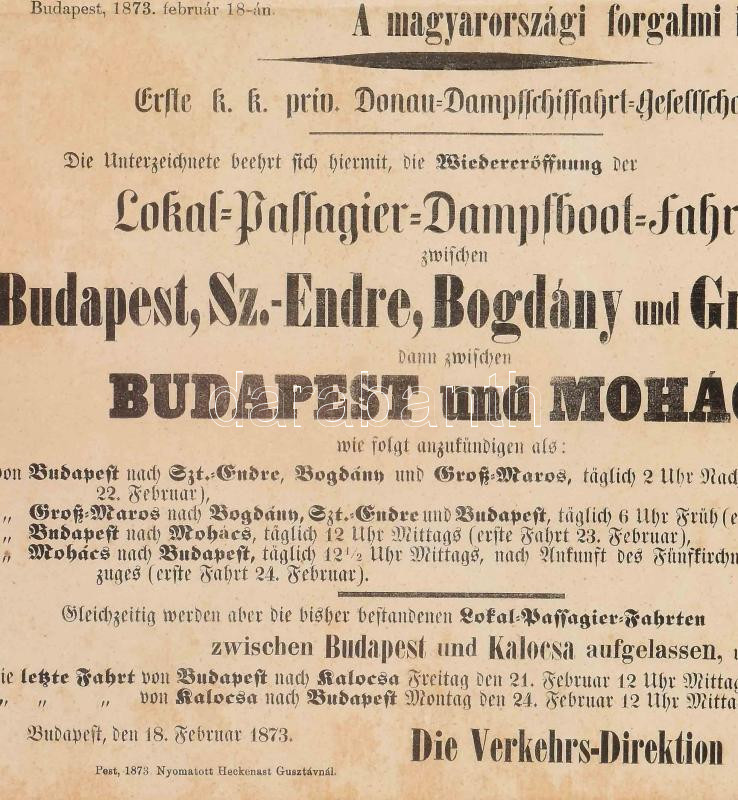 Budapest, 1873. február 18-án.
A magyarországi forgalmi
Erste k. k. priv. Donau-Dampfschiffahrt-Gesellscha
Die Unterzeichnete beehrt sich hiermit, die Wiedereröffnung der
Lokal-Passagier-Dampfboot-Fahr
zwischen
Budapest, Sz.-Endre, Bogdány und Gr
dann zwischen
BUDAPEST und MOHÁC
darabanth
wie folgt anzukündigen als:
von Budapest nach Szt.-Endre, Bogdány und Groß-Maros, täglich 2 Uhr Nach
22. Februar),
„ Groß-Maros nach Bogdány, Szt.-Endre und Budapest, täglich 6 Uhr Früh (e
„ Budapest nach Mohács, täglich 12 Uhr Mittags (erste Fahrt 23. Februar),
„ Mohács nach Budapest, täglich 12 1/2 Uhr Mittags, nach Ankunft des Fünfkirchn
zuges (erste Fahrt 24. Februar).
Gleichzeitig werden aber die bisher bestandenen Lokal-Passagier-Fahrten
zwischen Budapest und Kalocsa aufgelassen,
ie letzte Fahrt von Budapest nach Kalocsa Freitag den 21. Februar 12 Uhr Mittag
„ „ „ von Kalocsa nach Budapest Montag den 24. Februar 12 Uhr Mitta
Budapest, den 18. Februar 1873.
Die Verkehrs-Direktion
Pest, 1873. Nyomatott Heckenast Gusztávnál.